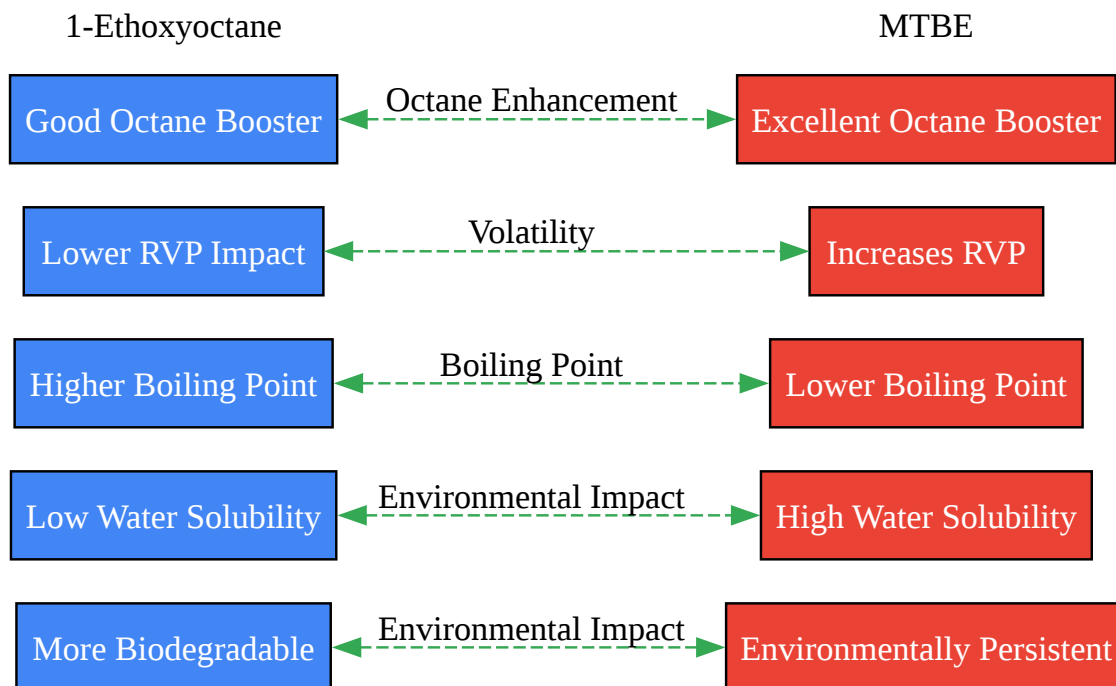 1-Ethoxyoctane
MTBE
Good Octane Booster
Octane Enhancement
Excellent Octane Booster
Lower RVP Impact
Volatility
Increases RVP
Higher Boiling Point
Boiling Point
Lower Boiling Point
Low Water Solubility
Environmental Impact
High Water Solubility
More Biodegradable
Environmental Impact
Environmentally Persistent